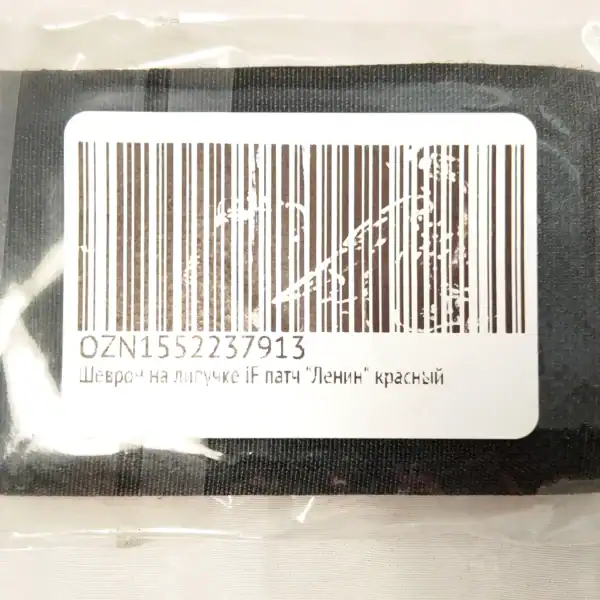 OZN1552237913
Шеврон на липучке iF патч "Ленин" красный